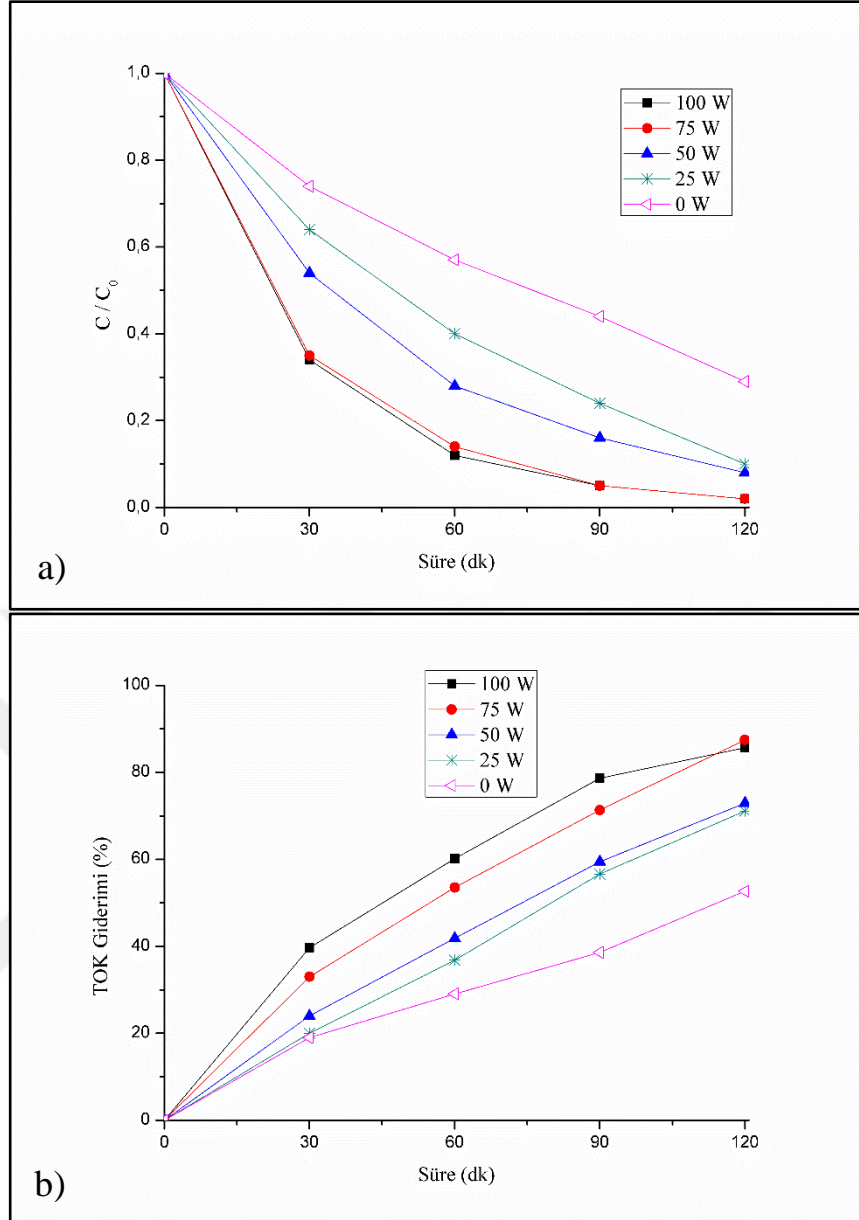 1,0
0,8
0,6
0,4
0,2
0,0
C / C0
100 W
75 W
50 W
25 W
0 W
0 30 60 90 120
Süre (dk)
a)
100
80
60
40
20
0
TOK Giderimi (%)
100 W
75 W
50 W
25 W
0 W
0 30 60 90 120
Süre (dk)
b)